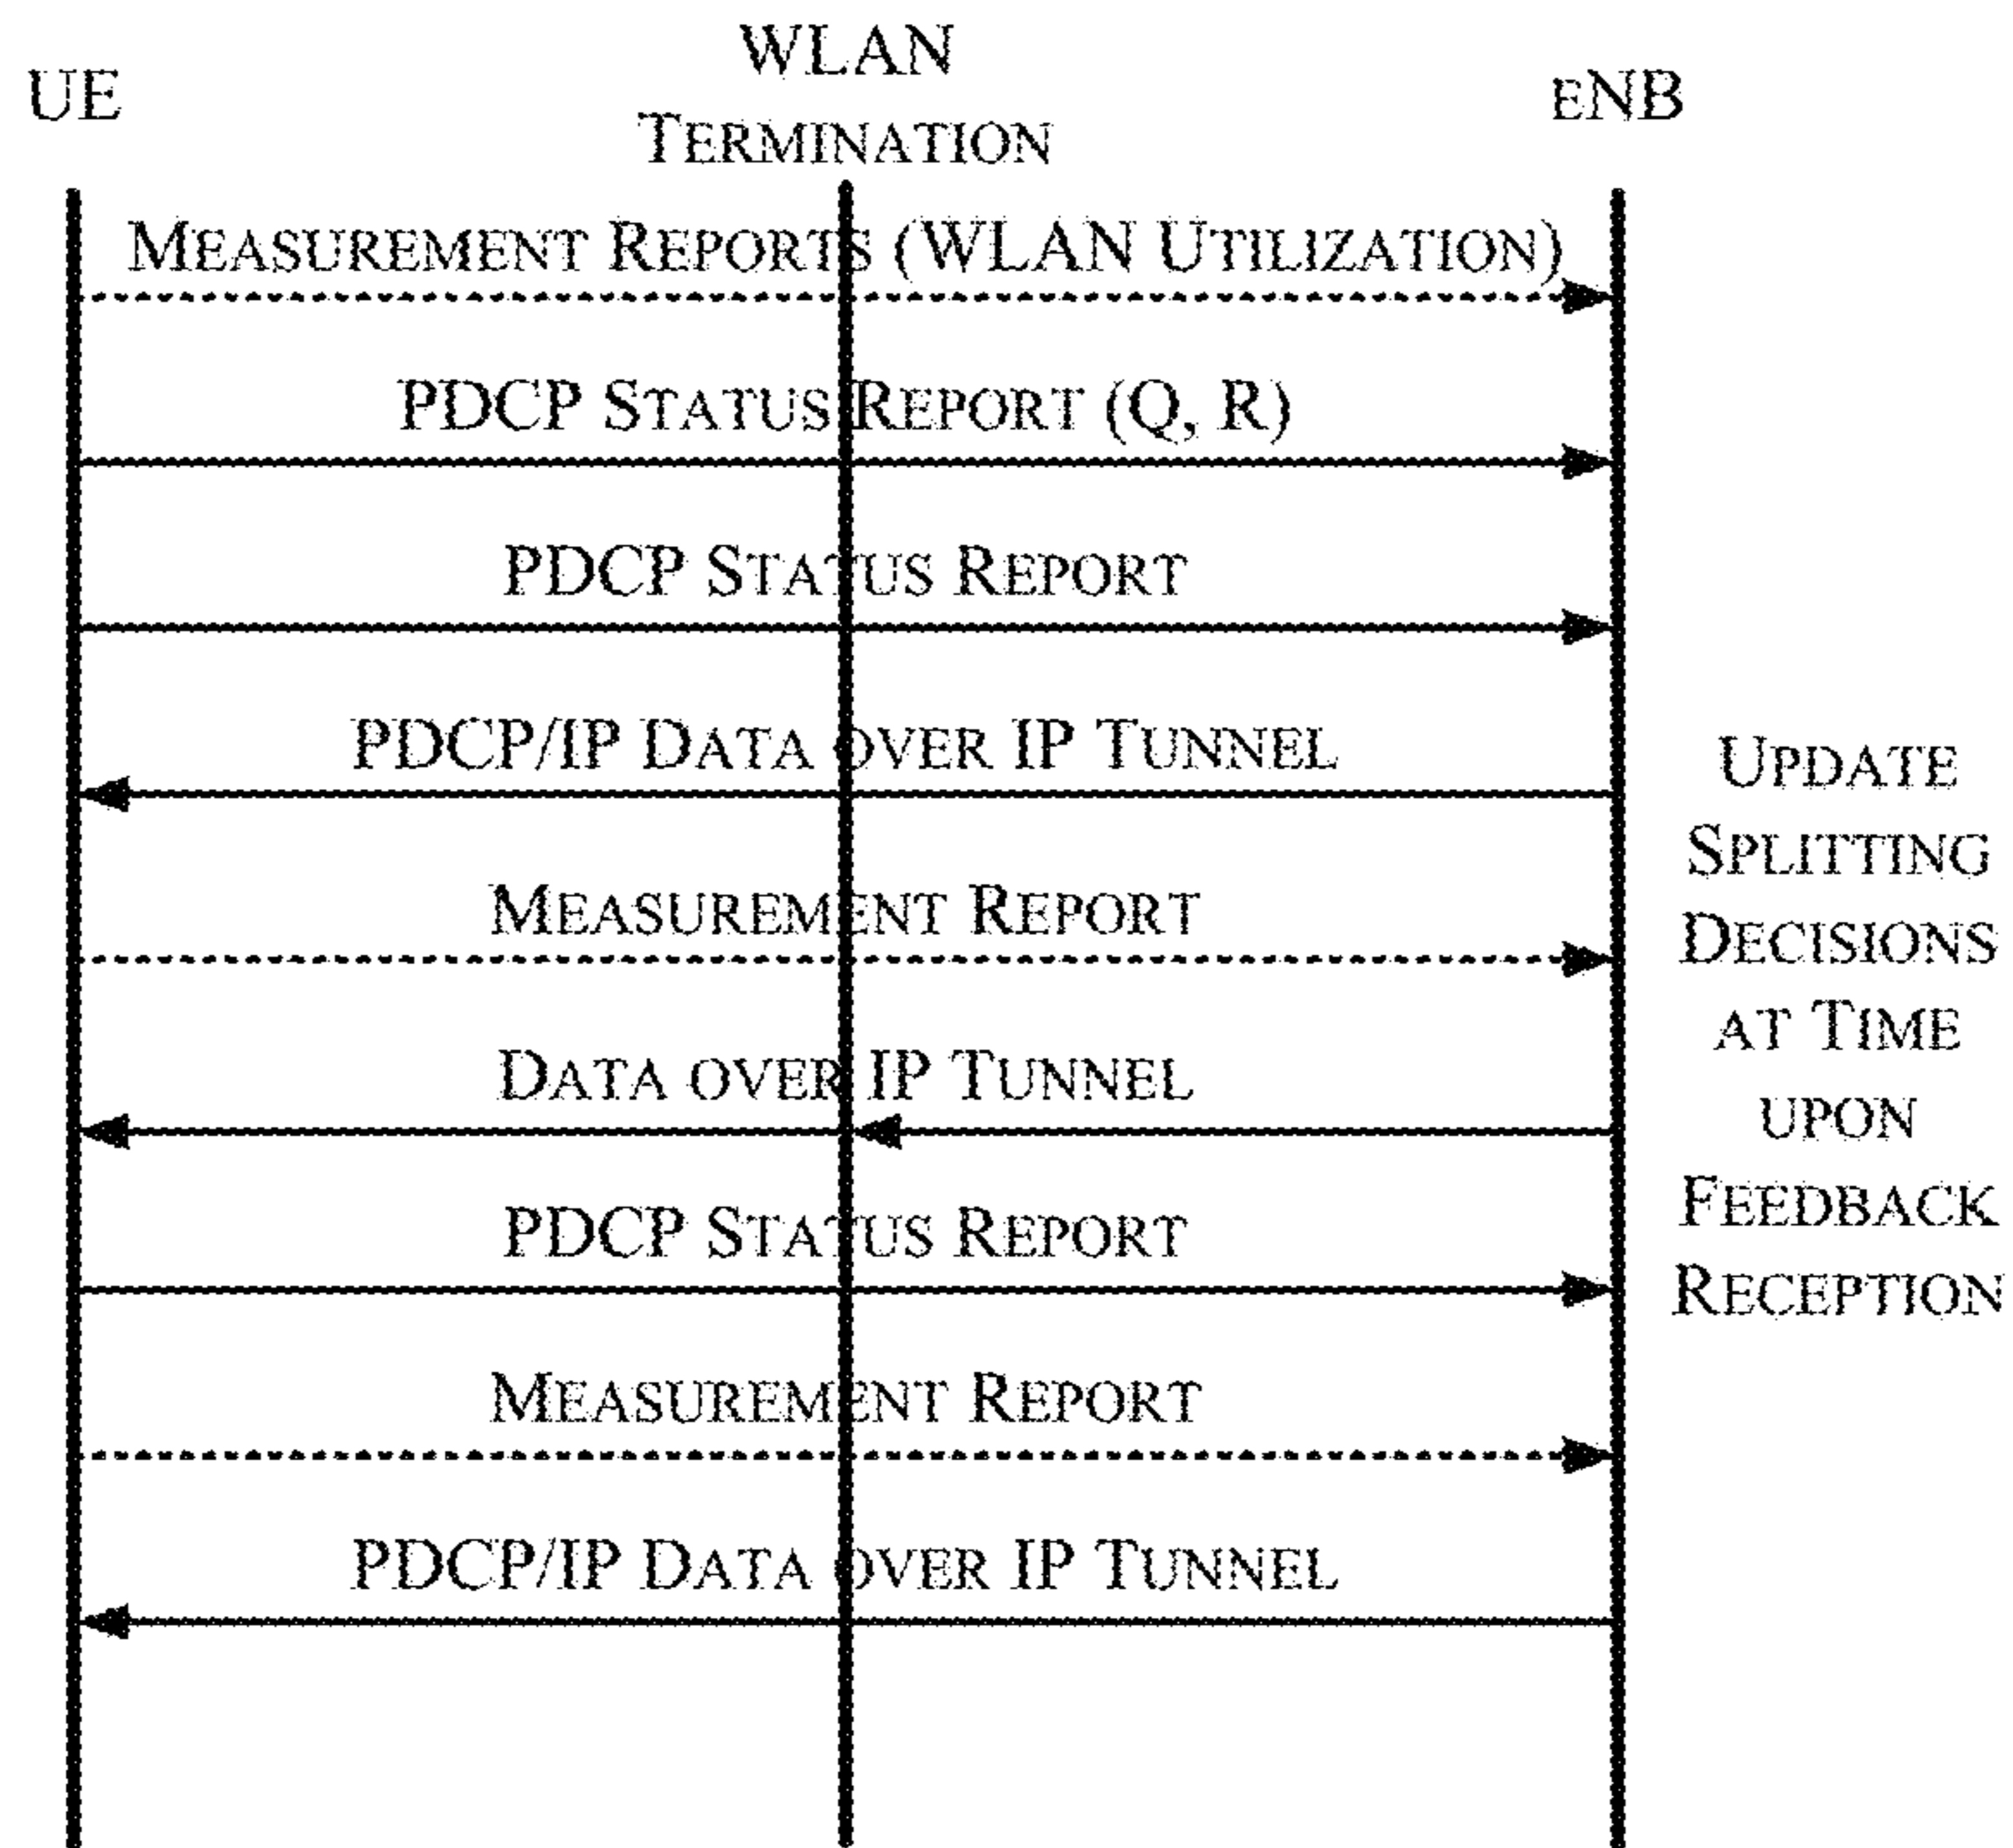 UE
WLAN
TERMINATION
eNB
MEASUREMENT REPORTS (WLAN UTILIZATION)
PDCP STATUS REPORT (Q, R)
PDCP STATUS REPORT
PDCP/IP DATA OVER IP TUNNEL
MEASUREMENT REPORT
DATA OVER IP TUNNEL
PDCP STATUS REPORT
MEASUREMENT REPORT
PDCP/IP DATA OVER IP TUNNEL
UPDATE
SPLITTING
DECISIONS
AT TIME
UPON
FEEDBACK
RECEPTION